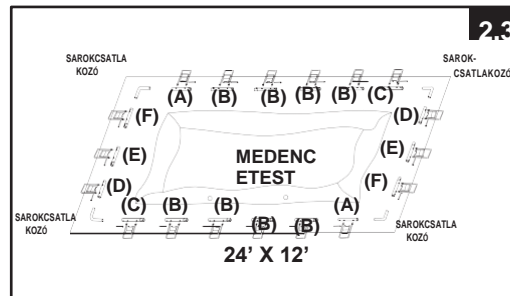 2.3
SAROKCSATLA
KOZÓ
SAROK-
CSATLAKOZÓ
(A) (B) (B) (B) (B) (C)
(F) (D)
(E) (E)
(D) (F)
MEDENC
ETEST
(C) (B) (B) (B) (B) (A)
SAROKCSATLA
KOZÓ
SAROKCSATLA
KOZÓ
24' X 12'